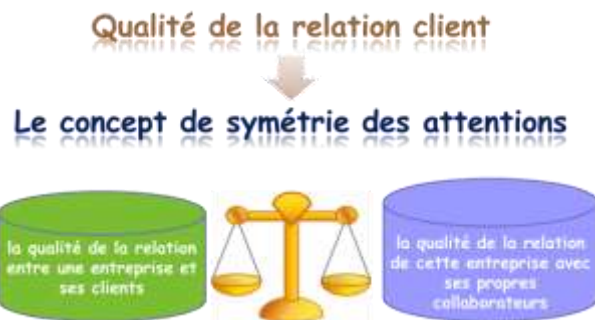 Qualité de la relation client
Le concept de symétrie des attentions
la qualité de la relation
entre une entreprise et
ses clients
la qualité de la relation
de cette entreprise avec
ses propres
collaborateurs